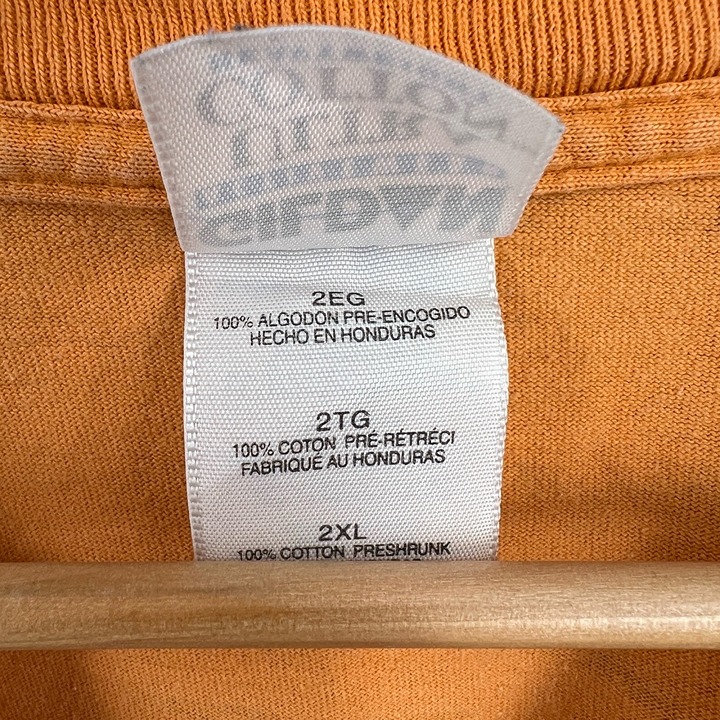 GILDAN
2EG
100% ALGODON PRE-ENCOGIDO
HECHO EN HONDURAS
2TG
100% COTON PRÉ-RÉTRÉCI
FABRIQUÉ AU HONDURAS
2XL
100% COTTON PRESHRUNK